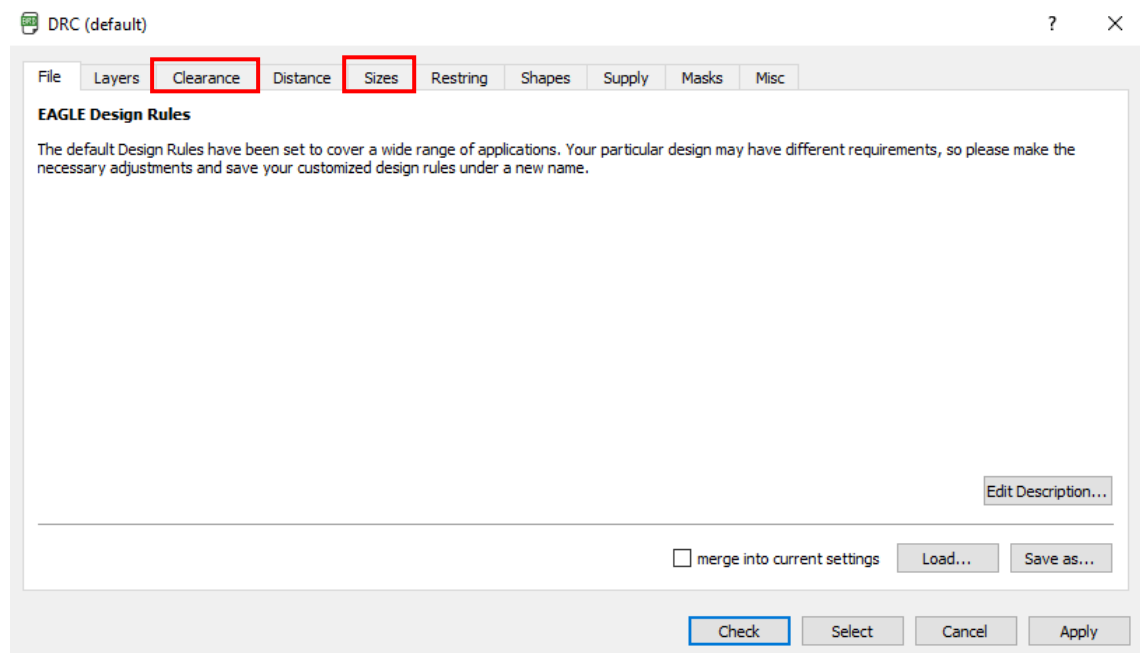 DRC (default)
?
File Layers Clearance Distance Sizes Restring Shapes Supply Masks Misc
EAGLE Design Rules
The default Design Rules have been set to cover a wide range of applications. Your particular design may have different requirements, so please make the
necessary adjustments and save your customized design rules under a new name.
Edit Description...
merge into current settings Load... Save as...
Check Select Cancel Apply